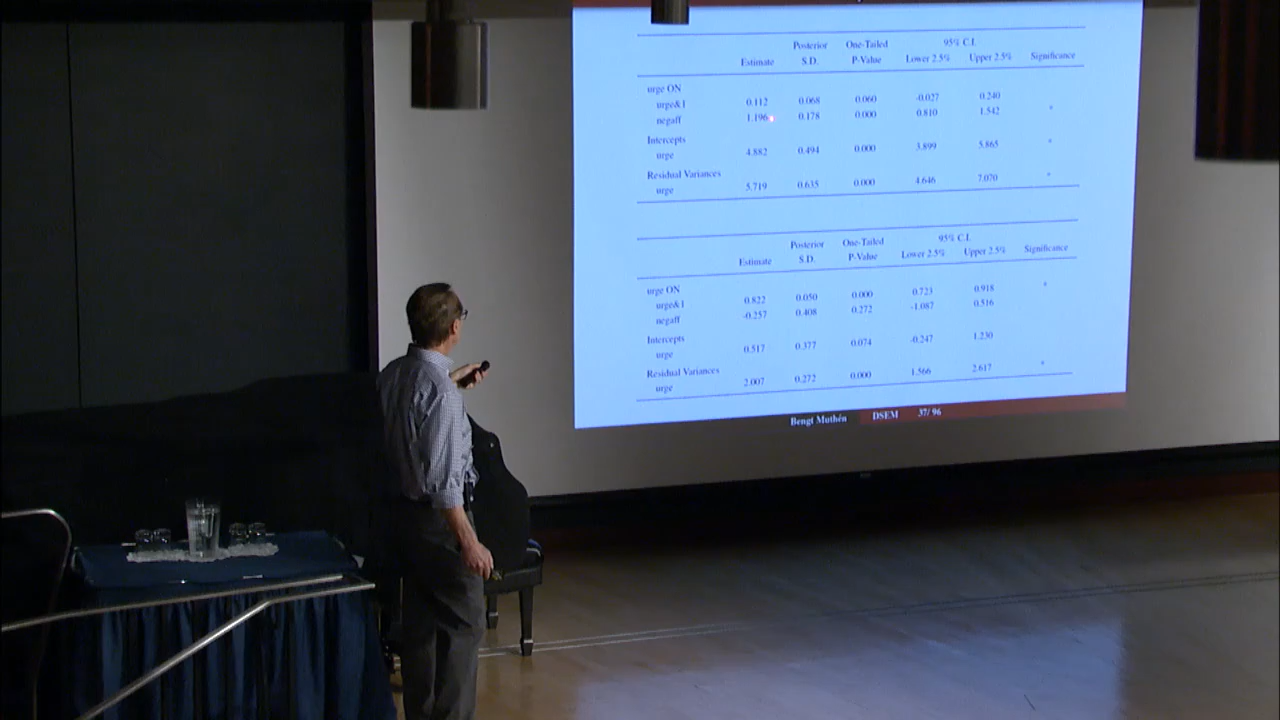 Posterior One-Tailed 95% C.I.
Estimate S.D. P-Value Lower 2.5% Upper 2.5% Significance
urge ON
urge&1 0.112 0.068 0.060 -0.027 0.240
negaff 1.196 0.178 0.000 0.810 1.542 *
Intercepts
urge 4.882 0.494 0.000 3.899 5.865 *
Residual Variances
urge 5.719 0.635 0.000 4.646 7.070 *
Posterior One-Tailed 95% C.I.
Estimate S.D. P-Value Lower 2.5% Upper 2.5% Significance
urge ON
urge&1 0.822 0.050 0.000 0.723 0.918 *
negaff -0.257 0.408 0.272 -1.087 0.516
Intercepts
urge 0.517 0.377 0.074 -0.247 1.230
Residual Variances
urge 2.007 0.272 0.000 1.566 2.617 *
Bengt Muthén DSEM 37/ 96